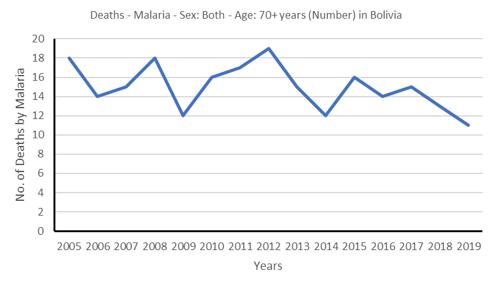 Deaths - Malaria - Sex: Both - Age: 70+ years (Number) in Bolivia
No. of Deaths by Malaria
20
18
16
14
12
10
8
6
4
2
0
2005 2006 2007 2008 2009 2010 2011 2012 2013 2014 2015 2016 2017 2018 2019
Years